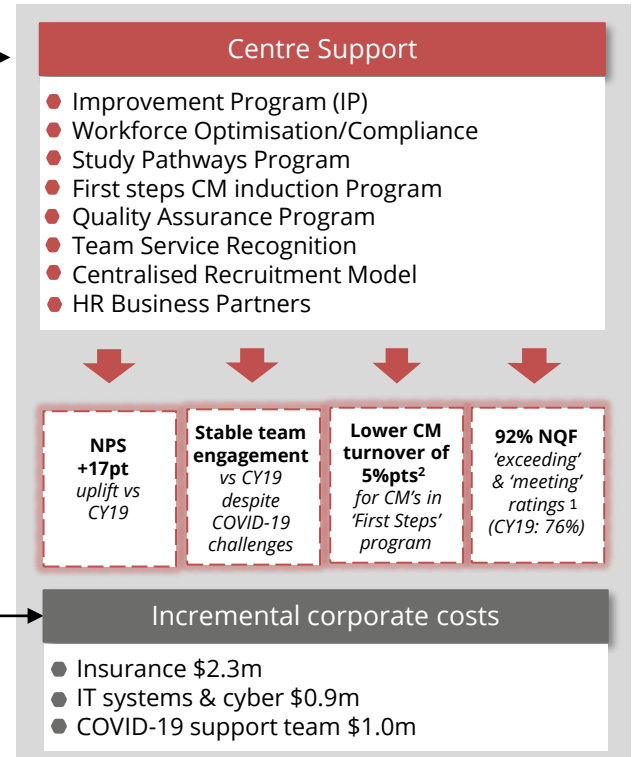 Centre Support
Improvement Program (IP)
Workforce Optimisation/Compliance
Study Pathways Program
First steps CM induction Program
Quality Assurance Program
Team Service Recognition
Centralised Recruitment Model
HR Business Partners
NPS
+17pt
uplift vs
CY19
Stable team
engagement
vs CY19
despite
COVID-19
challenges
Lower CM
turnover of
5%pts²
for CM's in
'First Steps'
program
92% NQF
'exceeding'
& 'meeting'
ratings ¹
(CY19: 76%)
Incremental corporate costs
Insurance $2.3m
IT systems & cyber $0.9m
COVID-19 support team $1.0m